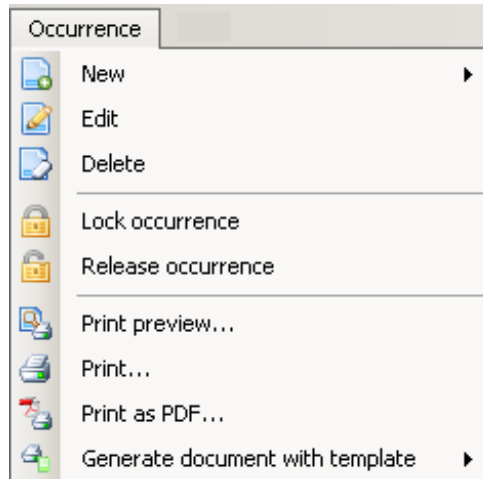 Occurrence
New
Edit
Delete
Lock occurrence
Release occurrence
Print preview...
Print...
Print as PDF...
Generate document with template